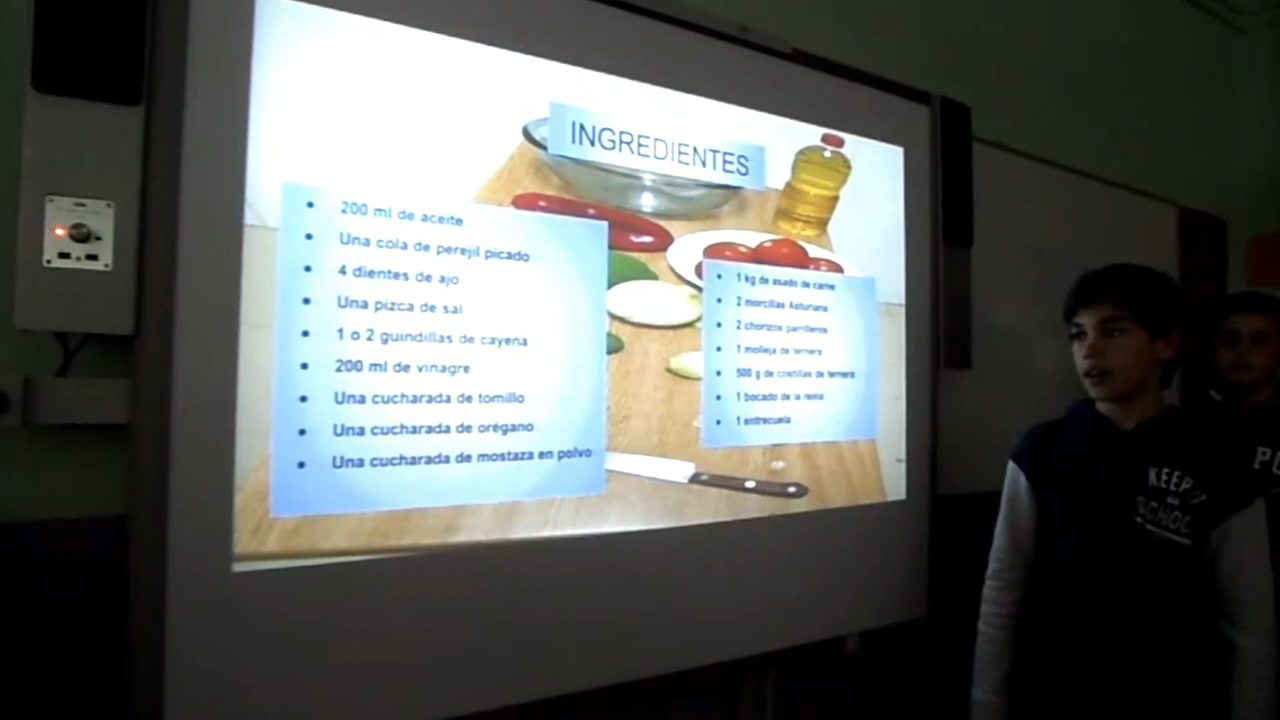 INGREDIENTES
200 ml de aceite
Una cola de perejil picado
4 dientes de ajo
Una pizca de sal
1 o 2 guindillas de cayena
200 ml de vinagre
Una cucharada de tomillo
Una cucharada de orégano
Una cucharada de mostaza en polvo
1 kg de asado de carne
2 morcillas Asturiana
2 chorizos parrilleros
1 molleja de ternera
500 g de costillas de ternera
1 bocado de la reina
1 entrecuela
KEEP
SCHOO